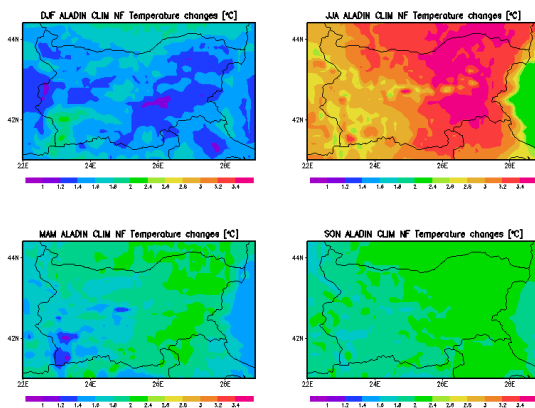 DJF ALADIN CLIM NF Temperature changes [°C]
44N
42N
22E 24E 26E 28E
1 1.2 1.4 1.6 1.8 2 2.4 2.6 2.8 3 3.2 3.4
JJA ALADIN CLIM NF Temperature changes [°C]
44N
42N
22E 24E 26E 28E
1 1.2 1.4 1.6 1.8 2 2.4 2.6 2.8 3 3.2 3.4
MAM ALADIN CLIM NF Temperature changes [°C]
44N
42N
22E 24E 26E 28E
1 1.2 1.4 1.6 1.8 2 2.4 2.6 2.8 3 3.2 3.4
SON ALADIN CLIM NF Temperature changes [°C]
44N
42N
22E 24E 26E 28E
1 1.2 1.4 1.6 1.8 2 2.4 2.6 2.8 3 3.2 3.4